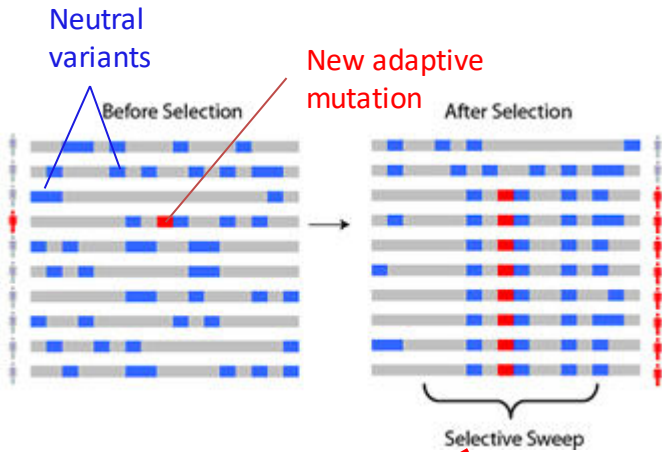 Neutral
variants
New adaptive
mutation
Before Selection
After Selection
Selective Sweep